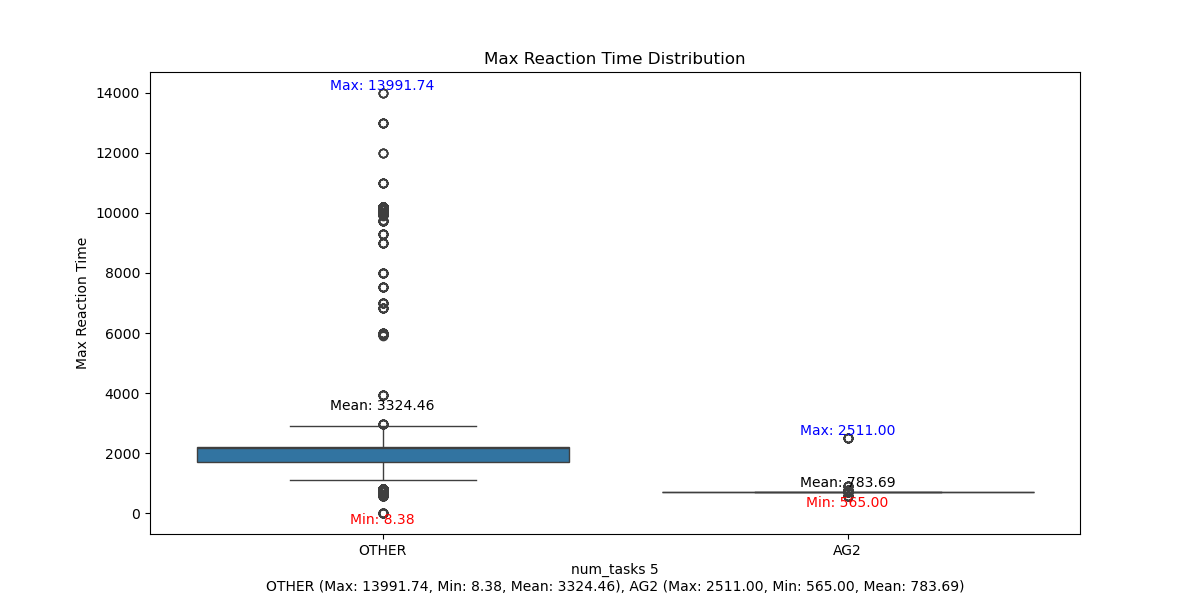 Max Reaction Time Distribution
Max: 13991.74
14000
12000
10000
8000
6000
4000
2000
0
Max Reaction Time
Mean: 3324.46
Min: 8.38
Max: 2511.00
Mean: 783.69
Min: 565.00
OTHER
AG2
num_tasks 5
OTHER (Max: 13991.74, Min: 8.38, Mean: 3324.46), AG2 (Max: 2511.00, Min: 565.00, Mean: 783.69)